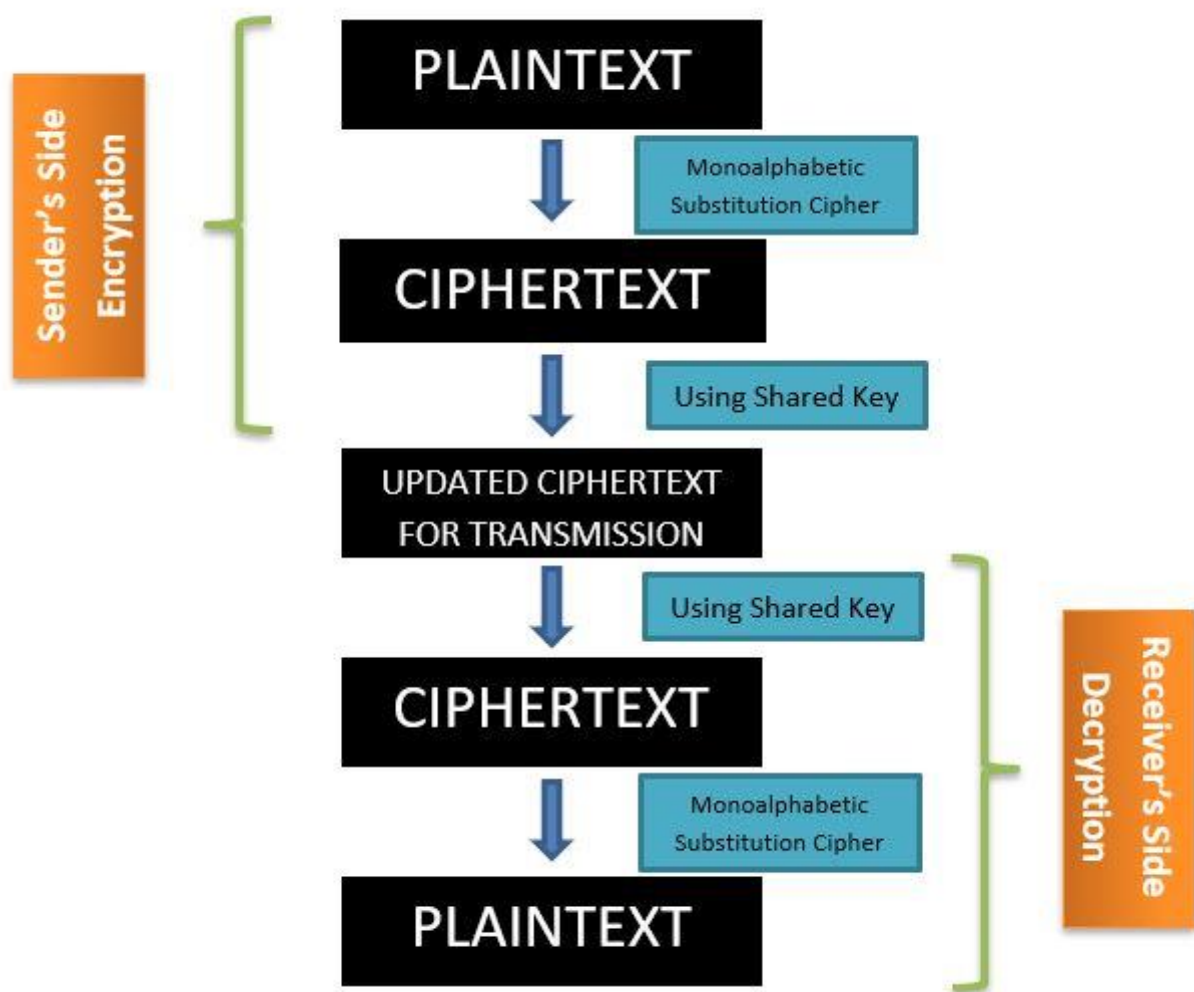 Sender's Side
Encryption
PLAINTEXT
Monoalphabetic
Substitution Cipher
CIPHERTEXT
Using Shared Key
UPDATED CIPHERTEXT
FOR TRANSMISSION
Using Shared Key
CIPHERTEXT
Monoalphabetic
Substitution Cipher
PLAINTEXT
Receiver's Side
Decryption